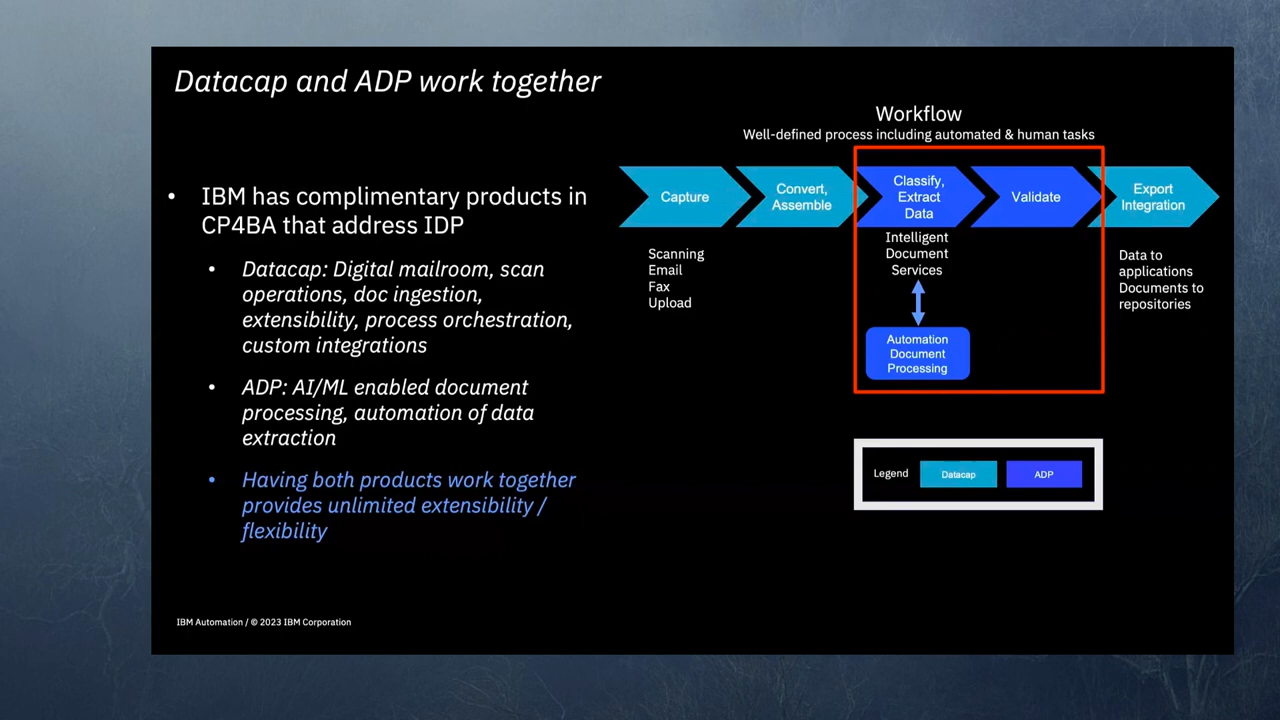 Datacap and ADP work together
• IBM has complimentary products in
CP4BA that address IDP
• Datacap: Digital mailroom, scan
operations, doc ingestion,
extensibility, process orchestration,
custom integrations
• ADP: AI/ML enabled document
processing, automation of data
extraction
• Having both products work together
provides unlimited extensibility /
flexibility
Workflow
Well-defined process including automated & human tasks
Capture
Convert,
Assemble
Classify,
Extract
Data
Validate
Export
Integration
Scanning
Email
Fax
Upload
Intelligent
Document
Services
Automation
Document
Processing
Data to
applications
Documents to
repositories
Legend
Datacap
ADP
IBM Automation / © 2023 IBM Corporation